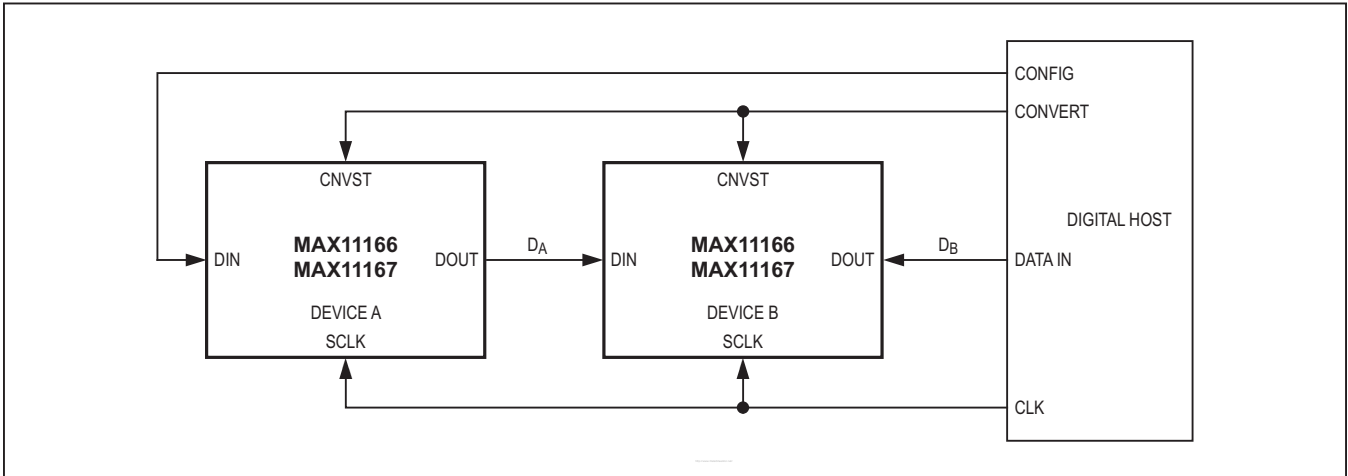 CONFIG
CONVERT
CNVST
CNVST
DIGITAL HOST
MAX11166
MAX11167
MAX11166
MAX11167
DIN
DOUT
DA
DIN
DOUT
DB
DATA IN
DEVICE A
DEVICE B
SCLK
SCLK
CLK